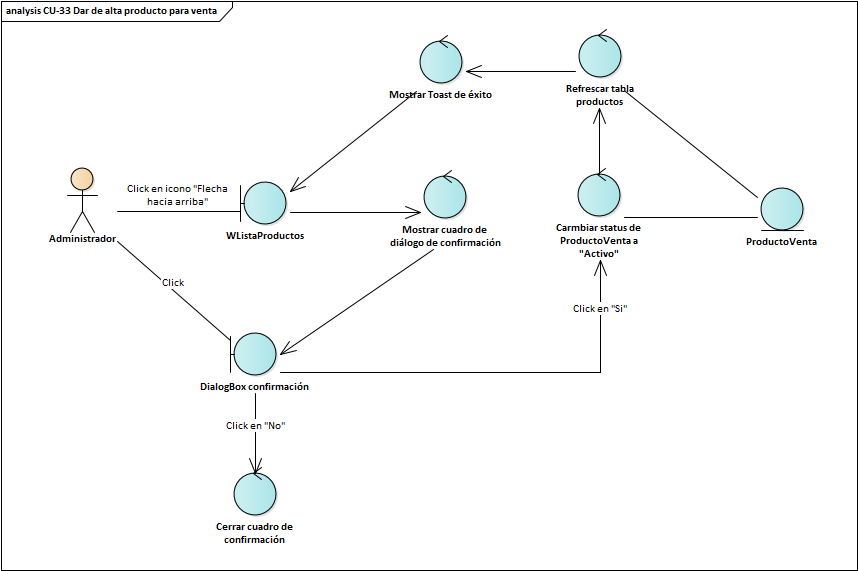 analysis CU-33 Dar de alta producto para venta
Mostrar Toast de éxito
Refrescar tabla
productos
Click en icono "Flecha
hacia arriba"
Administrador
WListaProductos
Mostrar cuadro de
diálogo de confirmación
Carmbiar status de
ProductoVenta a
"Activo"
ProductoVenta
Click
Click en "Si"
DialogBox confirmación
Click en "No"
Cerrar cuadro de
confirmación